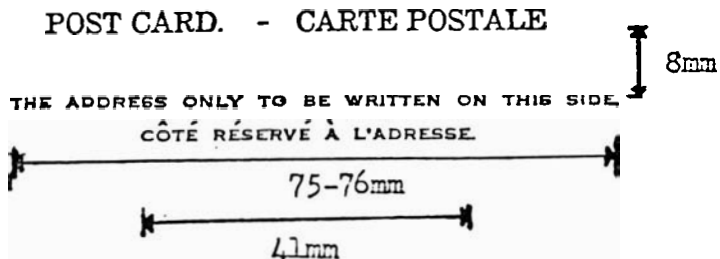 POST CARD. - CARTE POSTALE
8mm
THE ADDRESS ONLY TO BE WRITTEN ON THIS SIDE.
CÔTÉ RÉSERVÉ À L'ADRESSE.
75-76mm
41mm